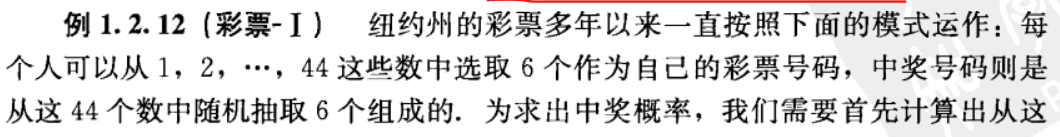 例 1.2.12（彩票-Ⅰ） 纽约州的彩票多年以来一直按照下面的模式运作：每
个人可以从 1，2，…，44 这些数中选取 6 个作为自己的彩票号码，中奖号码则是
从这 44 个数中随机抽取 6 个组成的．为求出中奖概率，我们需要首先计算出从这